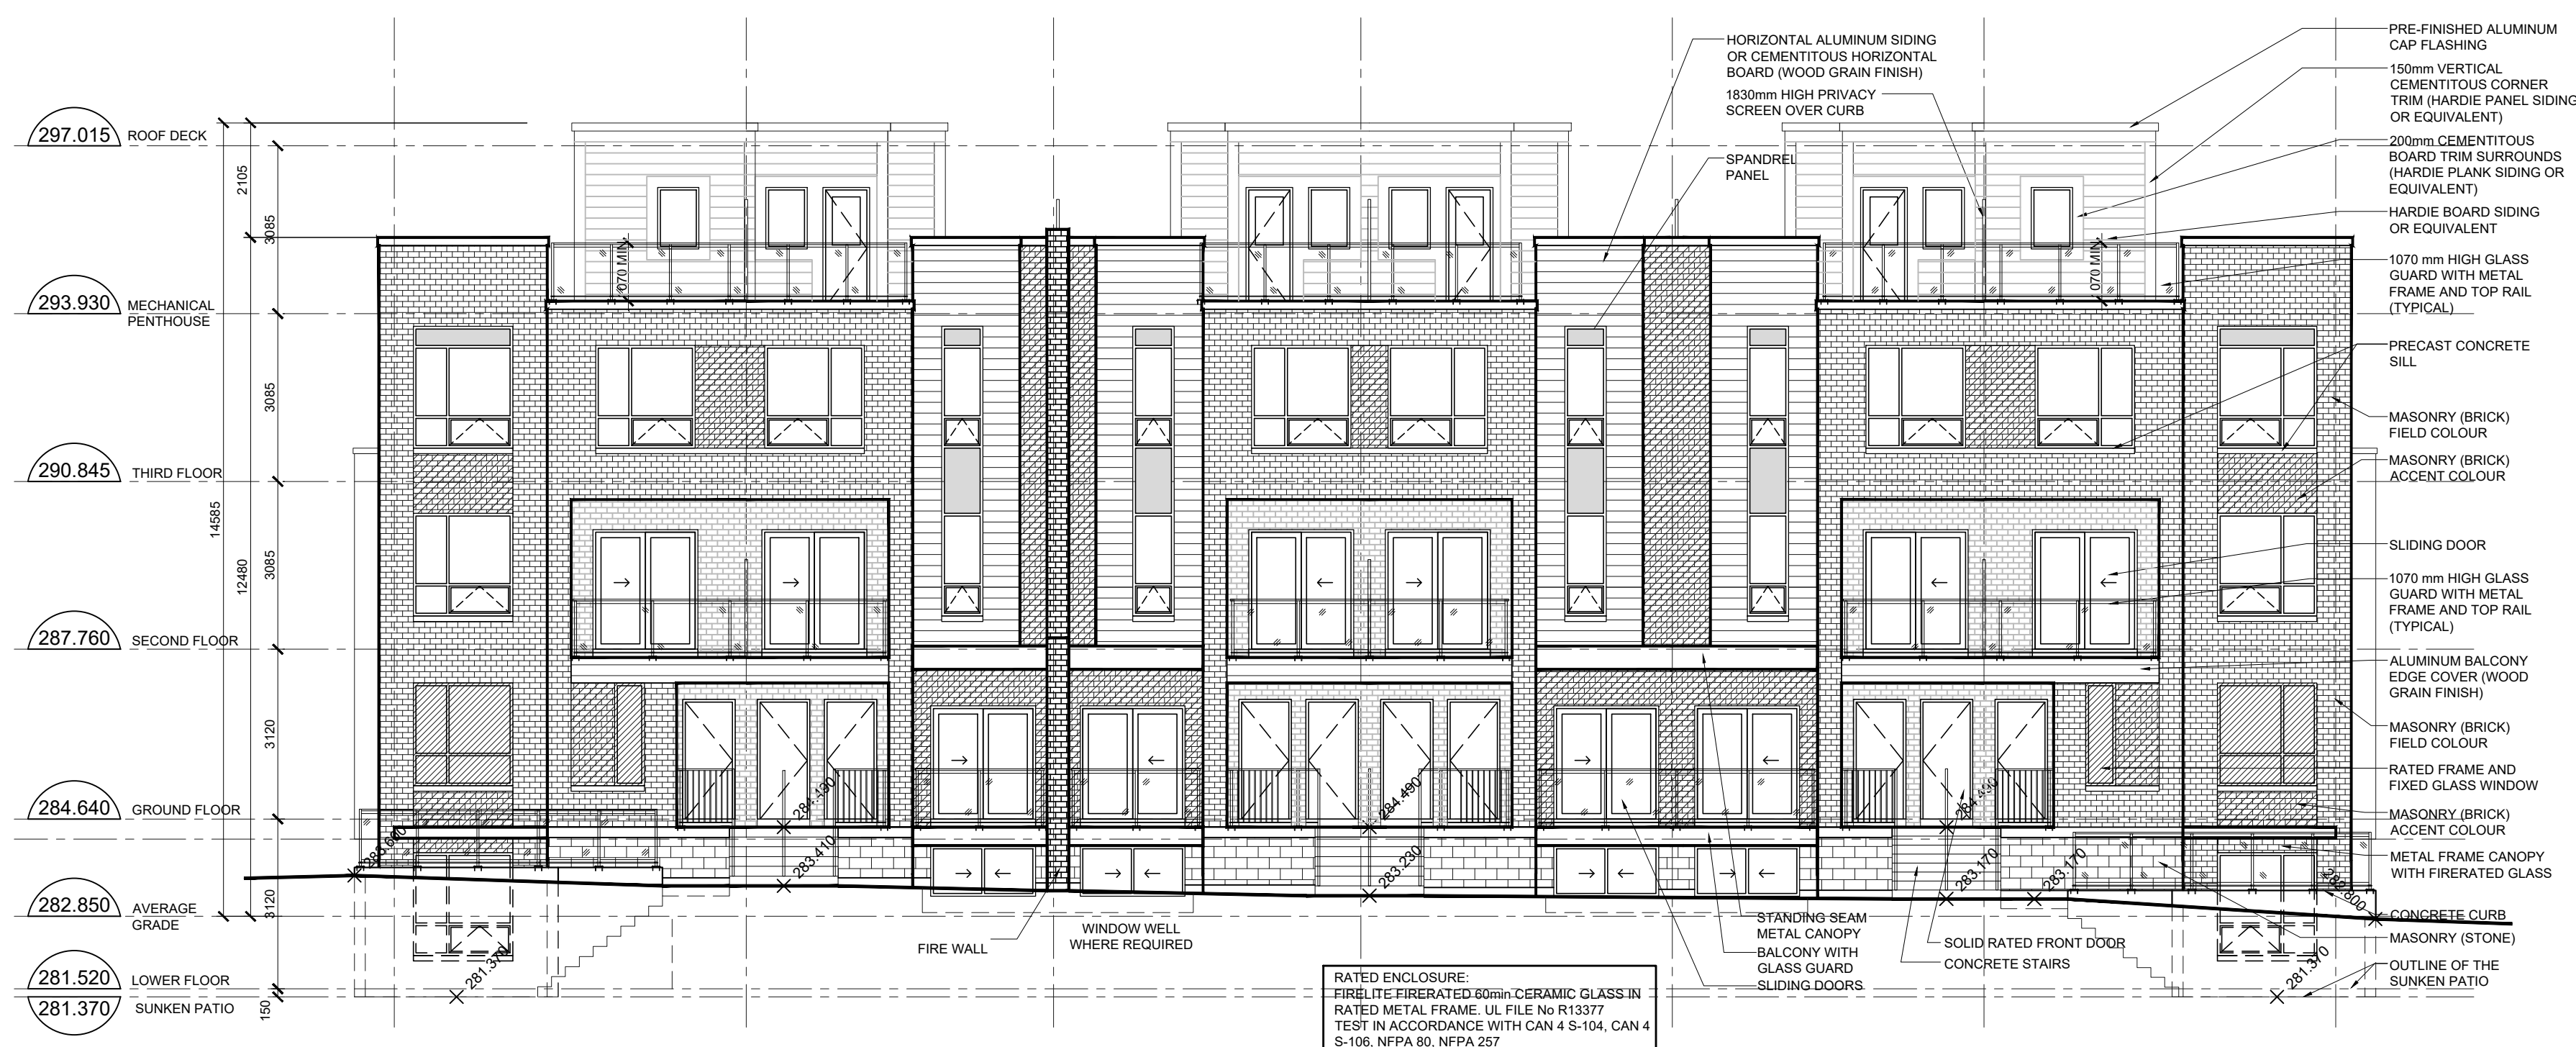 297.015 ROOF DECK
293.930 MECHANICAL
PENTHOUSE
290.845 THIRD FLOOR
287.760 SECOND FLOOR
284.640 GROUND FLOOR
282.850 AVERAGE
GRADE
281.520 LOWER FLOOR
281.370 SUNKEN PATIO
2105
3085
14585
12480
3085
3085
3120
3120
150
HORIZONTAL ALUMINUM SIDING
OR CEMENTITOUS HORIZONTAL
BOARD (WOOD GRAIN FINISH)
1830mm HIGH PRIVACY
SCREEN OVER CURB
SPANDREL
PANEL
070 MIN.
070 MIN.
283.600
284.490
283.410
284.490
283.230
284.490
283.170
283.170
282.800
281.370
281.370
FIRE WALL
WINDOW WELL
WHERE REQUIRED
STANDING SEAM
METAL CANOPY
BALCONY WITH
GLASS GUARD
SLIDING DOORS
SOLID RATED FRONT DOOR
CONCRETE STAIRS
RATED ENCLOSURE:
FIRELITE FIRERATED 60min CERAMIC GLASS IN
RATED METAL FRAME. UL FILE No R13377
TEST IN ACCORDANCE WITH CAN 4 S-104, CAN 4
S-106, NFPA 80, NFPA 257
PRE-FINISHED ALUMINUM
CAP FLASHING
150mm VERTICAL
CEMENTITOUS CORNER
TRIM (HARDIE PANEL SIDING
OR EQUIVALENT)
200mm CEMENTITOUS
BOARD TRIM SURROUNDS
(HARDIE PLANK SIDING OR
EQUIVALENT)
HARDIE BOARD SIDING
OR EQUIVALENT
1070 mm HIGH GLASS
GUARD WITH METAL
FRAME AND TOP RAIL
(TYPICAL)
PRECAST CONCRETE
SILL
MASONRY (BRICK)
FIELD COLOUR
MASONRY (BRICK)
ACCENT COLOUR
SLIDING DOOR
1070 mm HIGH GLASS
GUARD WITH METAL
FRAME AND TOP RAIL
(TYPICAL)
ALUMINUM BALCONY
EDGE COVER (WOOD
GRAIN FINISH)
MASONRY (BRICK)
FIELD COLOUR
RATED FRAME AND
FIXED GLASS WINDOW
MASONRY (BRICK)
ACCENT COLOUR
METAL FRAME CANOPY
WITH FIRERATED GLASS
CONCRETE CURB
MASONRY (STONE)
OUTLINE OF THE
SUNKEN PATIO